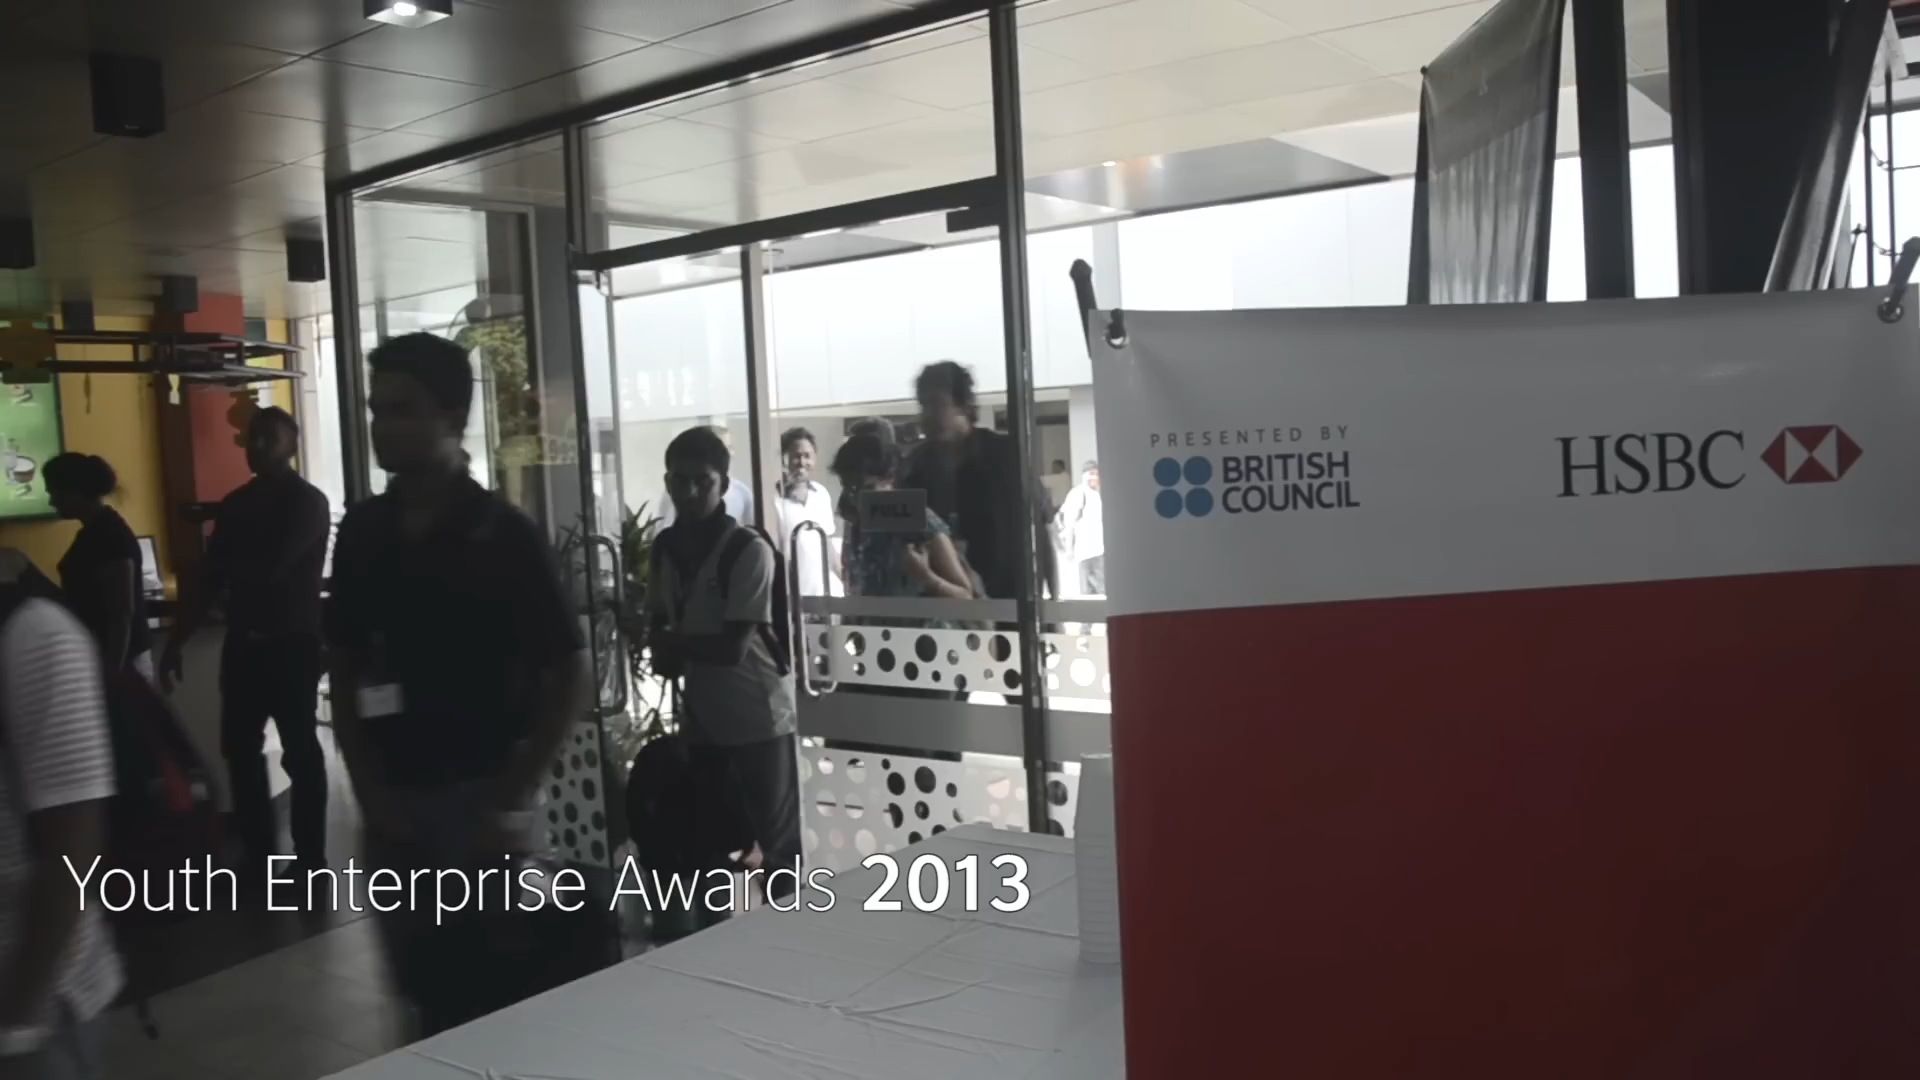 PRESENTED BY
BRITISH
COUNCIL
HSBC
PULL
Youth Enterprise Awards 2013